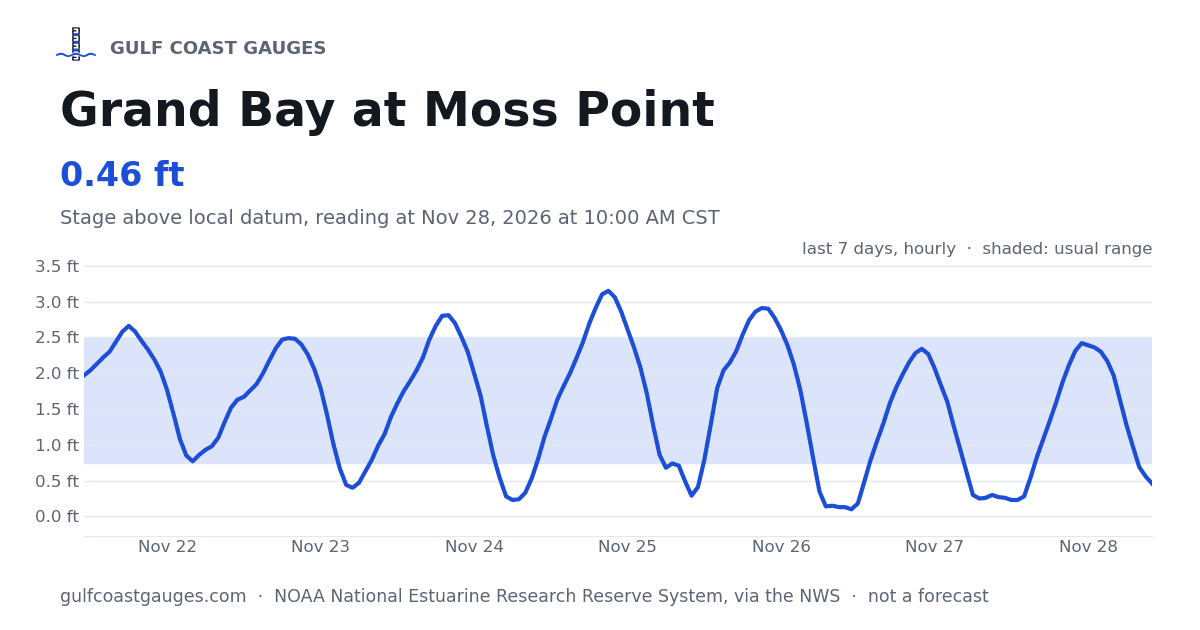 GULF COAST GAUGES
Grand Bay at Moss Point
0.46 ft
Stage above local datum, reading at Nov 28, 2026 at 10:00 AM CST
last 7 days, hourly · shaded: usual range
3.5 ft
3.0 ft
2.5 ft
2.0 ft
1.5 ft
1.0 ft
0.5 ft
0.0 ft
Nov 22 Nov 23 Nov 24 Nov 25 Nov 26 Nov 27 Nov 28
gulfcoastgauges.com · NOAA National Estuarine Research Reserve System, via the NWS · not a forecast